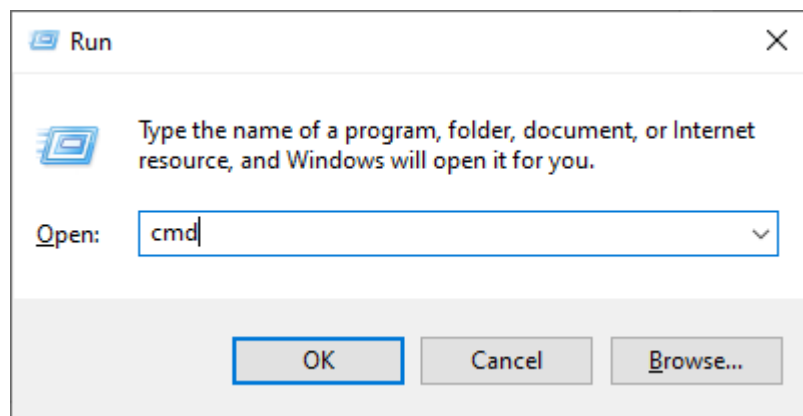 Run
Type the name of a program, folder, document, or Internet
resource, and Windows will open it for you.
Open: cmd
OK Cancel Browse...